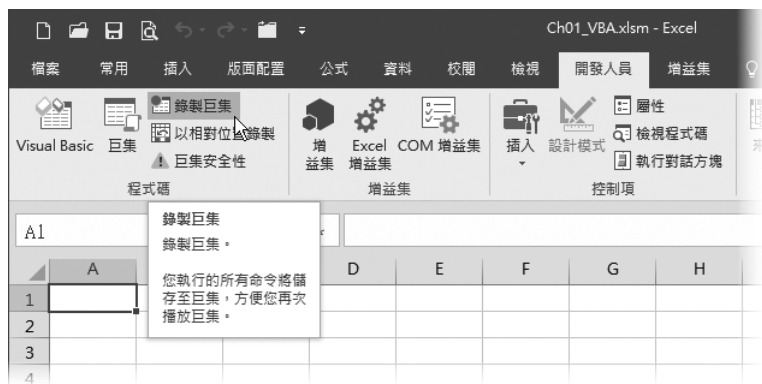 Ch01_VBA.xlsm - Excel
檔案 常用 插入 版面配置 公式 資料 校閱 檢視 開發人員 增益集
Visual Basic
巨集
錄製巨集
以相對位 錄製
巨集安全性
程式碼
增
益集
Excel
增益集
COM 增益集
增益集
插入
設計模式
屬性
檢視程式碼
執行對話方塊
控制項
A1
錄製巨集
錄製巨集。
您執行的所有命令將儲
存至巨集,方便您再次
播放巨集。
A D E F G H
1
2
3
4